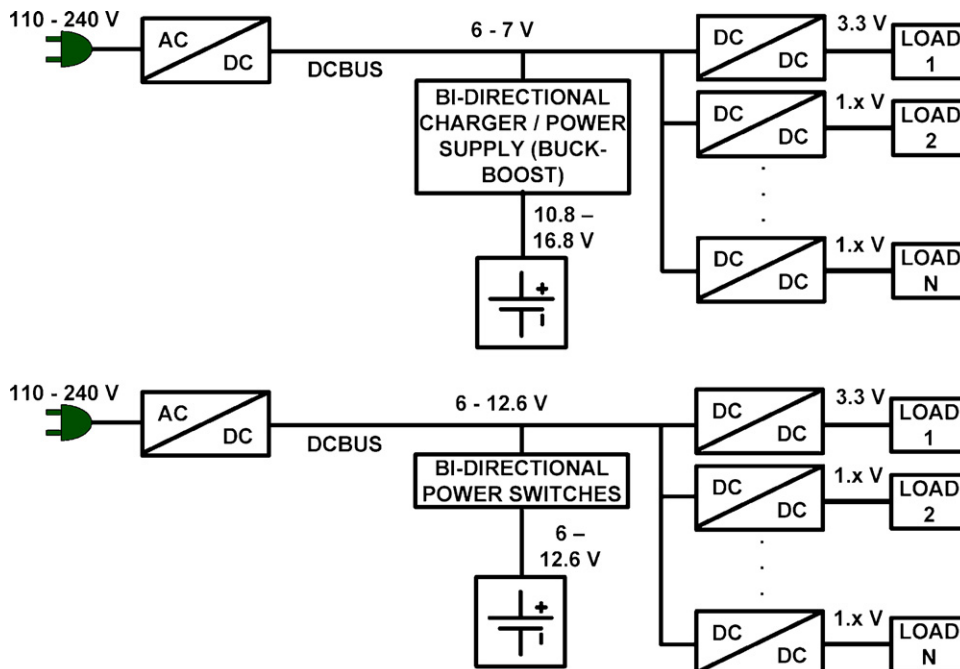 110 - 240 V
AC
DC
DCBUS
6 - 7 V
BI-DIRECTIONAL
CHARGER / POWER
SUPPLY (BUCK-
BOOST)
10.8 –
16.8 V
+
DC
DC
3.3 V
LOAD
1
DC
DC
1.x V
LOAD
2
DC
DC
1.x V
LOAD
N
110 - 240 V
AC
DC
DCBUS
6 - 12.6 V
BI-DIRECTIONAL
POWER SWITCHES
6 –
12.6 V
+
DC
DC
3.3 V
LOAD
1
DC
DC
1.x V
LOAD
2
DC
DC
1.x V
LOAD
N